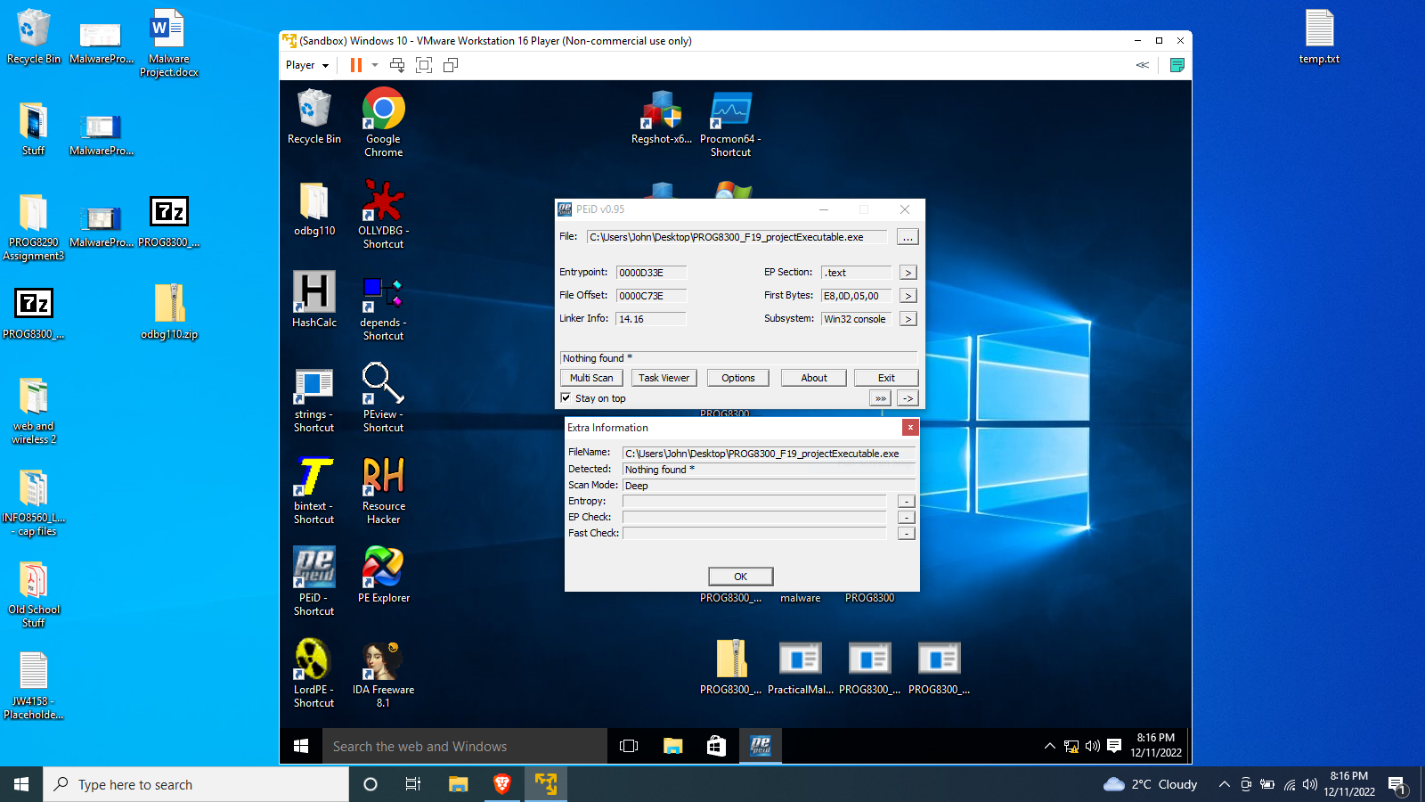 Recycle Bin
MalwarePro...
Malware
Project.docx
Stuff
MalwarePro...
PROG8290
Assignment3
MalwarePro...
PROG8300_...
PROG8300_...
odbg110.zip
web and
wireless 2
INFO8560_L...
- cap files
Old School
Stuff
JW4158 -
Placeholde...
temp.txt
(Sandbox) Windows 10 - VMware Workstation 16 Player (Non-commercial use only)
Player
Recycle Bin
Google
Chrome
Regshot-x6...
Procmon64 -
Shortcut
odbg110
OLLYDBG -
Shortcut
HashCalc
depends -
Shortcut
strings -
Shortcut
PEview -
Shortcut
bintext -
Shortcut
Resource
Hacker
PEiD -
Shortcut
PE Explorer
LordPE -
Shortcut
IDA Freeware
8.1
PEiD v0.95
File: C:\Users\John\Desktop\PROG8300_F19_projectExecutable.exe ...
Entrypoint: 0000D33E EP Section: .text >
File Offset: 0000C73E First Bytes: E8,0D,05,00 >
Linker Info: 14.16 Subsystem: Win32 console >
Nothing found *
Multi Scan Task Viewer Options About Exit
Stay on top »» ->
PROG8300
Extra Information
FileName: C:\Users\John\Desktop\PROG8300_F19_projectExecutable.exe
Detected: Nothing found *
Scan Mode: Deep
Entropy: -
EP Check: -
Fast Check: -
OK
PROG8300_... malware PROG8300
PROG8300_... PracticalMal... PROG8300_... PROG8300_...
Search the web and Windows
8:16 PM
12/11/2022
Type here to search
2°C Cloudy
8:16 PM
12/11/2022
1